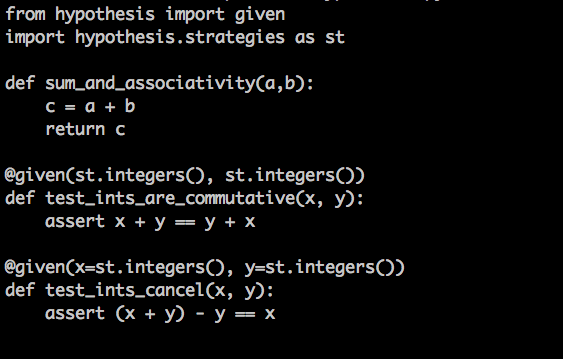 from hypothesis import given
import hypothesis.strategies as st

def sum_and_associativity(a,b):
    c = a + b
    return c

@given(st.integers(), st.integers())
def test_ints_are_commutative(x, y):
    assert x + y == y + x

@given(x=st.integers(), y=st.integers())
def test_ints_cancel(x, y):
    assert (x + y) - y == x